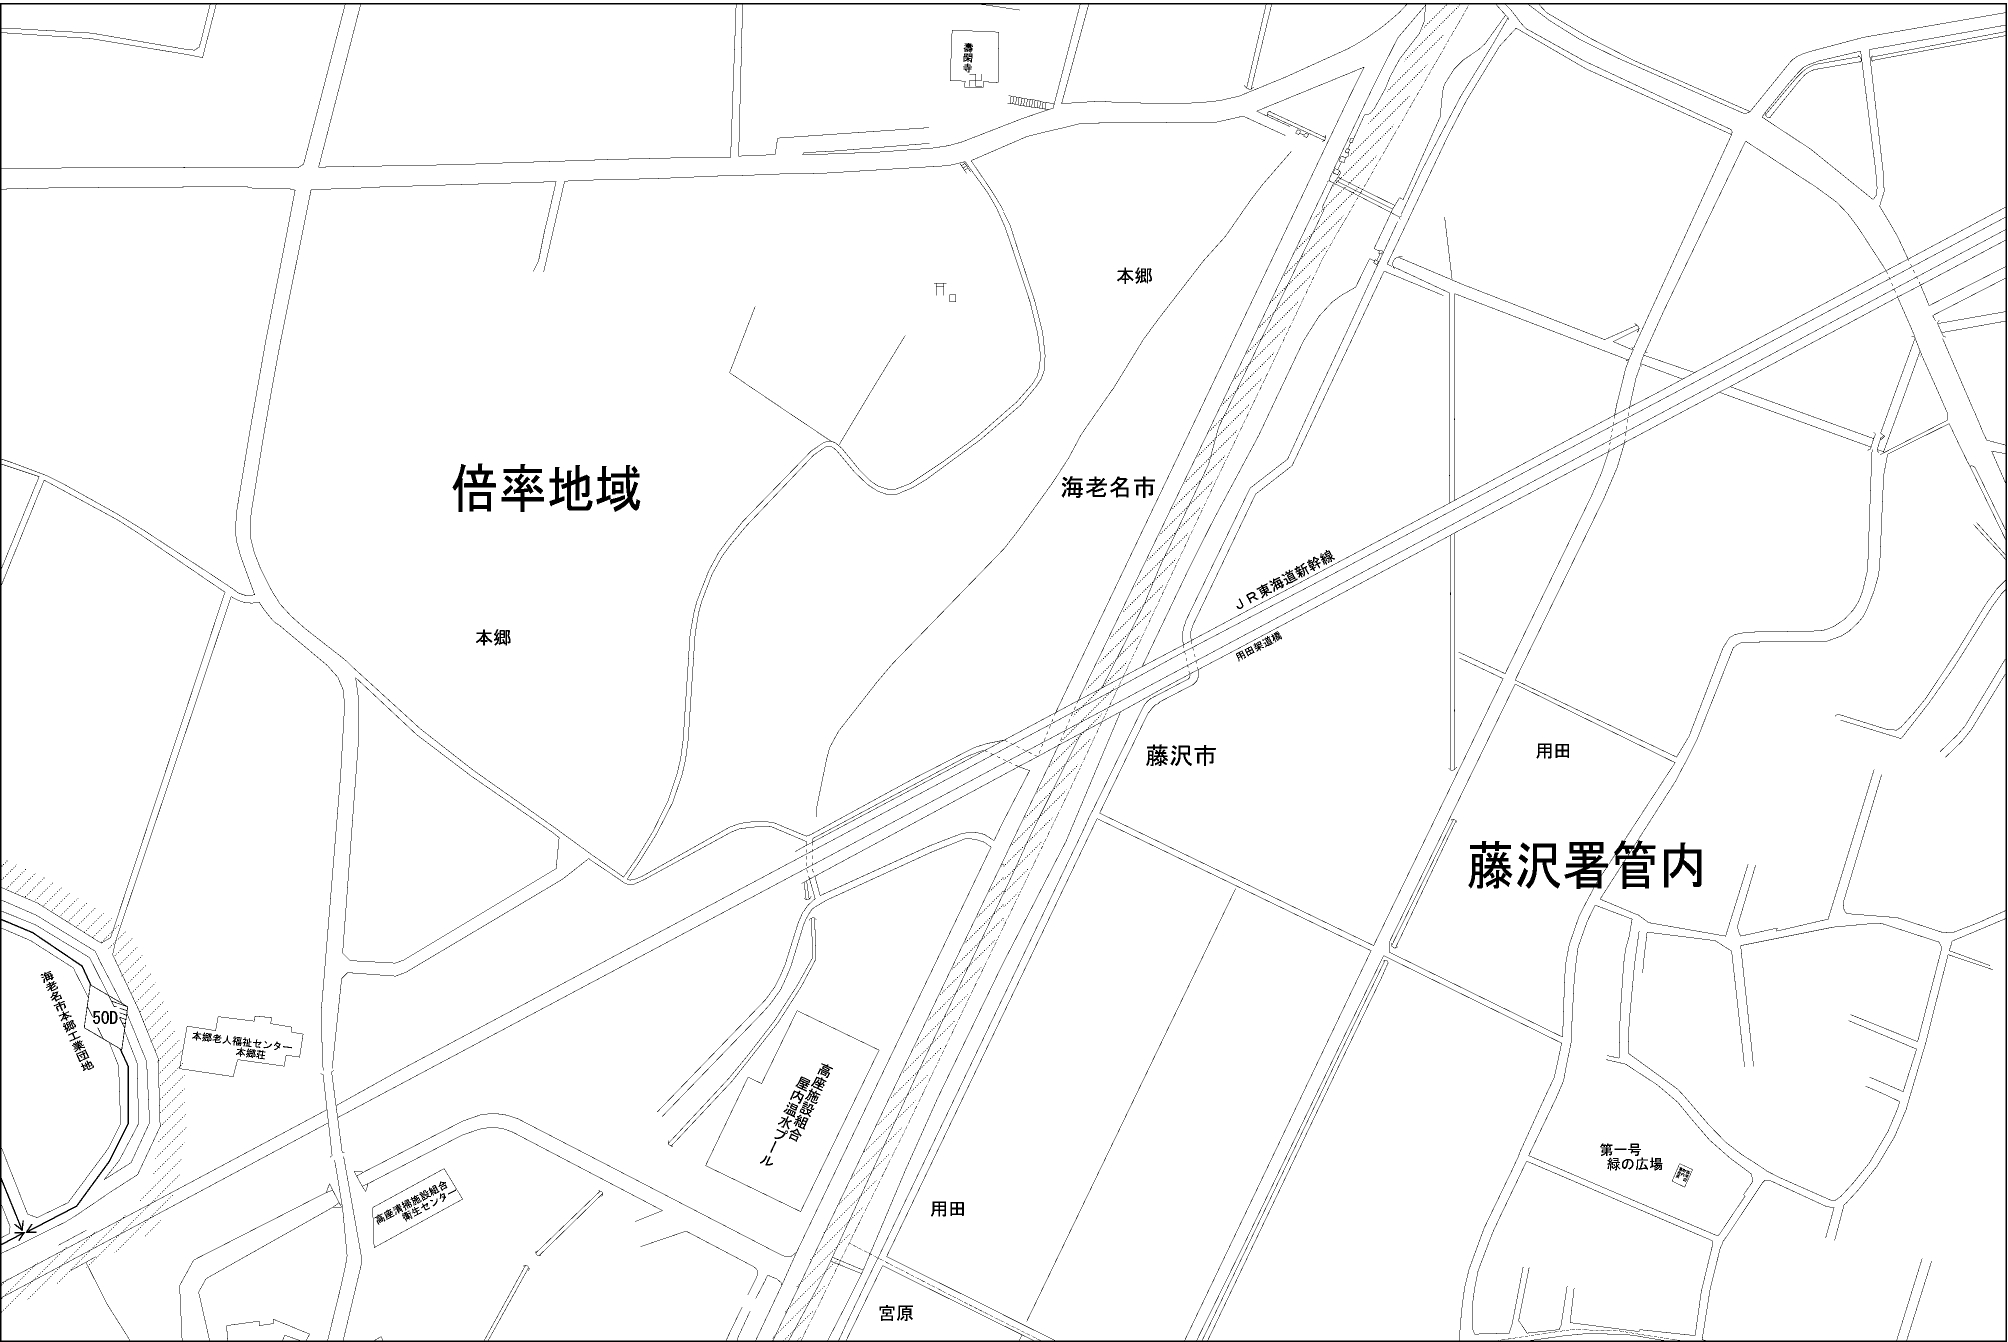 壽閑寺
本郷
倍率地域
海老名市
JR東海道新幹線
用田架道橋
本郷
藤沢市
用田
藤沢署管内
海老名市本郷工業団地
50D
本郷老人福祉センター
本郷荘
高座施設組合
屋内温水プール
第一号
緑の広場
高座清掃施設組合
衛生センター
用田
宮原